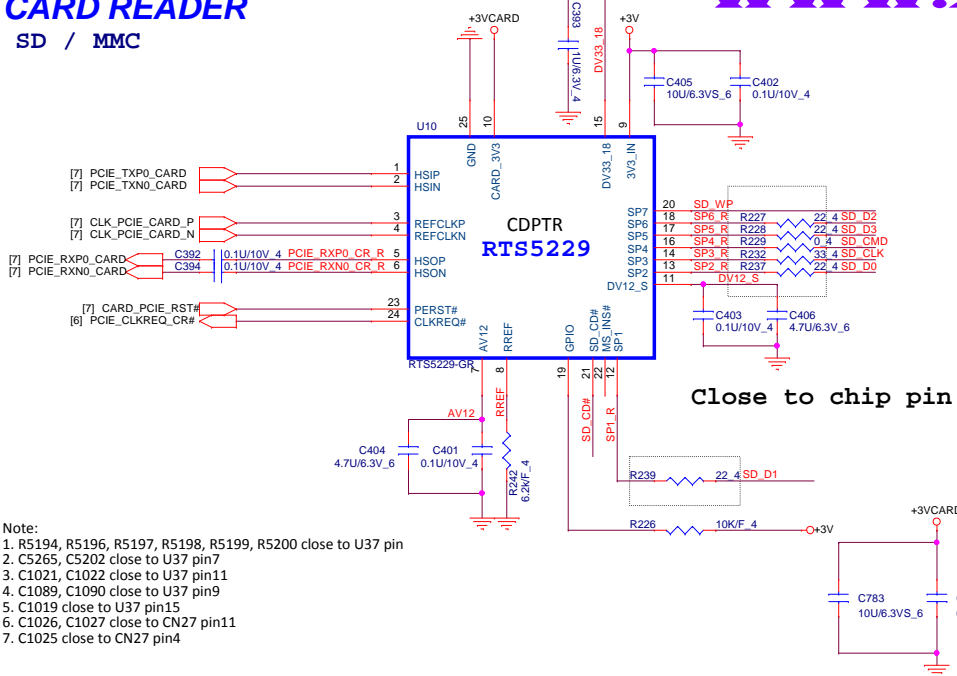 CARD READER
SD / MMC
+3VCARD
C393
1U/6.3V_4
DV33_18
+3V
C405
10U/6.3VS_6
C402
0.1U/10V_4
U10
25
10
15
9
GND
CARD_3V3
DV33_18
3V3_IN
[7] PCIE_TXP0_CARD
1
HSIP
[7] PCIE_TXN0_CARD
2
HSIN
[7] CLK_PCIE_CARD_P
3
REFCLKP
[7] CLK_PCIE_CARD_N
4
REFCLKN
[7] PCIE_RXP0_CARD
C392
0.1U/10V_4
PCIE_RXP0_CR_R
5
HSOP
[7] PCIE_RXN0_CARD
C394
0.1U/10V_4
PCIE_RXN0_CR_R
6
HSON
[7] CARD_PCIE_RST#
23
PERST#
[6] PCIE_CLKREQ_CR#
24
CLKREQ#
CDPTR
RTS5229
SP7
20
SD_WP
SP6
18
SP6_R
R227
22_4
SD_D2
SP5
17
SP5_R
R228
22_4
SD_D3
SP4
16
SP4_R
R229
0_4
SD_CMD
SP3
14
SP3_R
R232
33_4
SD_CLK
SP2
13
SP2_R
R237
22_4
SD_D0
DV12_S
11
DV12_S
C403
0.1U/10V_4
C406
4.7U/6.3V_6
AV12
RREF
GPIO
SD_CD#
MS_INS#
SP1
RTS5229-GR
7
8
19
21
22
12
Close to chip pin
AV12
RREF
SD_CD#
SP1_R
C404
4.7U/6.3V_6
C401
0.1U/10V_4
R242
6.2K/F_4
R239
22_4
SD_D1
R226
10K/F_4
+3V
+3VCARD
C783
10U/6.3VS_6
Note:
1. R5194, R5196, R5197, R5198, R5199, R5200 close to U37 pin
2. C5265, C5202 close to U37 pin7
3. C1021, C1022 close to U37 pin11
4. C1089, C1090 close to U37 pin9
5. C1019 close to U37 pin15
6. C1026, C1027 close to CN27 pin11
7. C1025 close to CN27 pin4